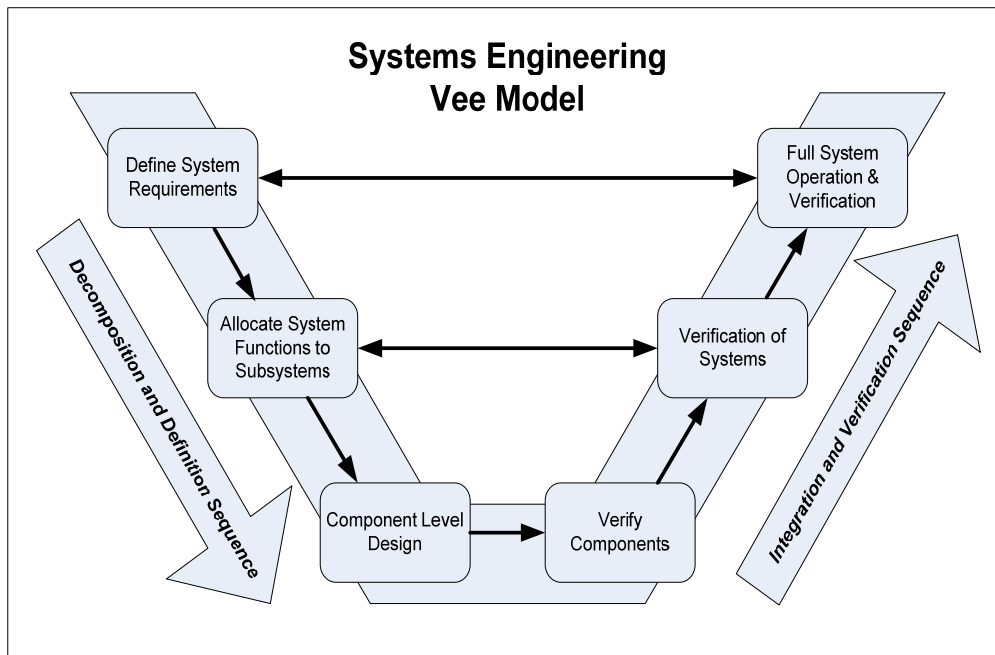 Systems Engineering
Vee Model
Define System
Requirements
Full System
Operation &
Verification
Decomposition and Definition Sequence
Allocate System
Functions to
Subsystems
Verification of
Systems
Integration and Verification Sequence
Component Level
Design
Verify
Components